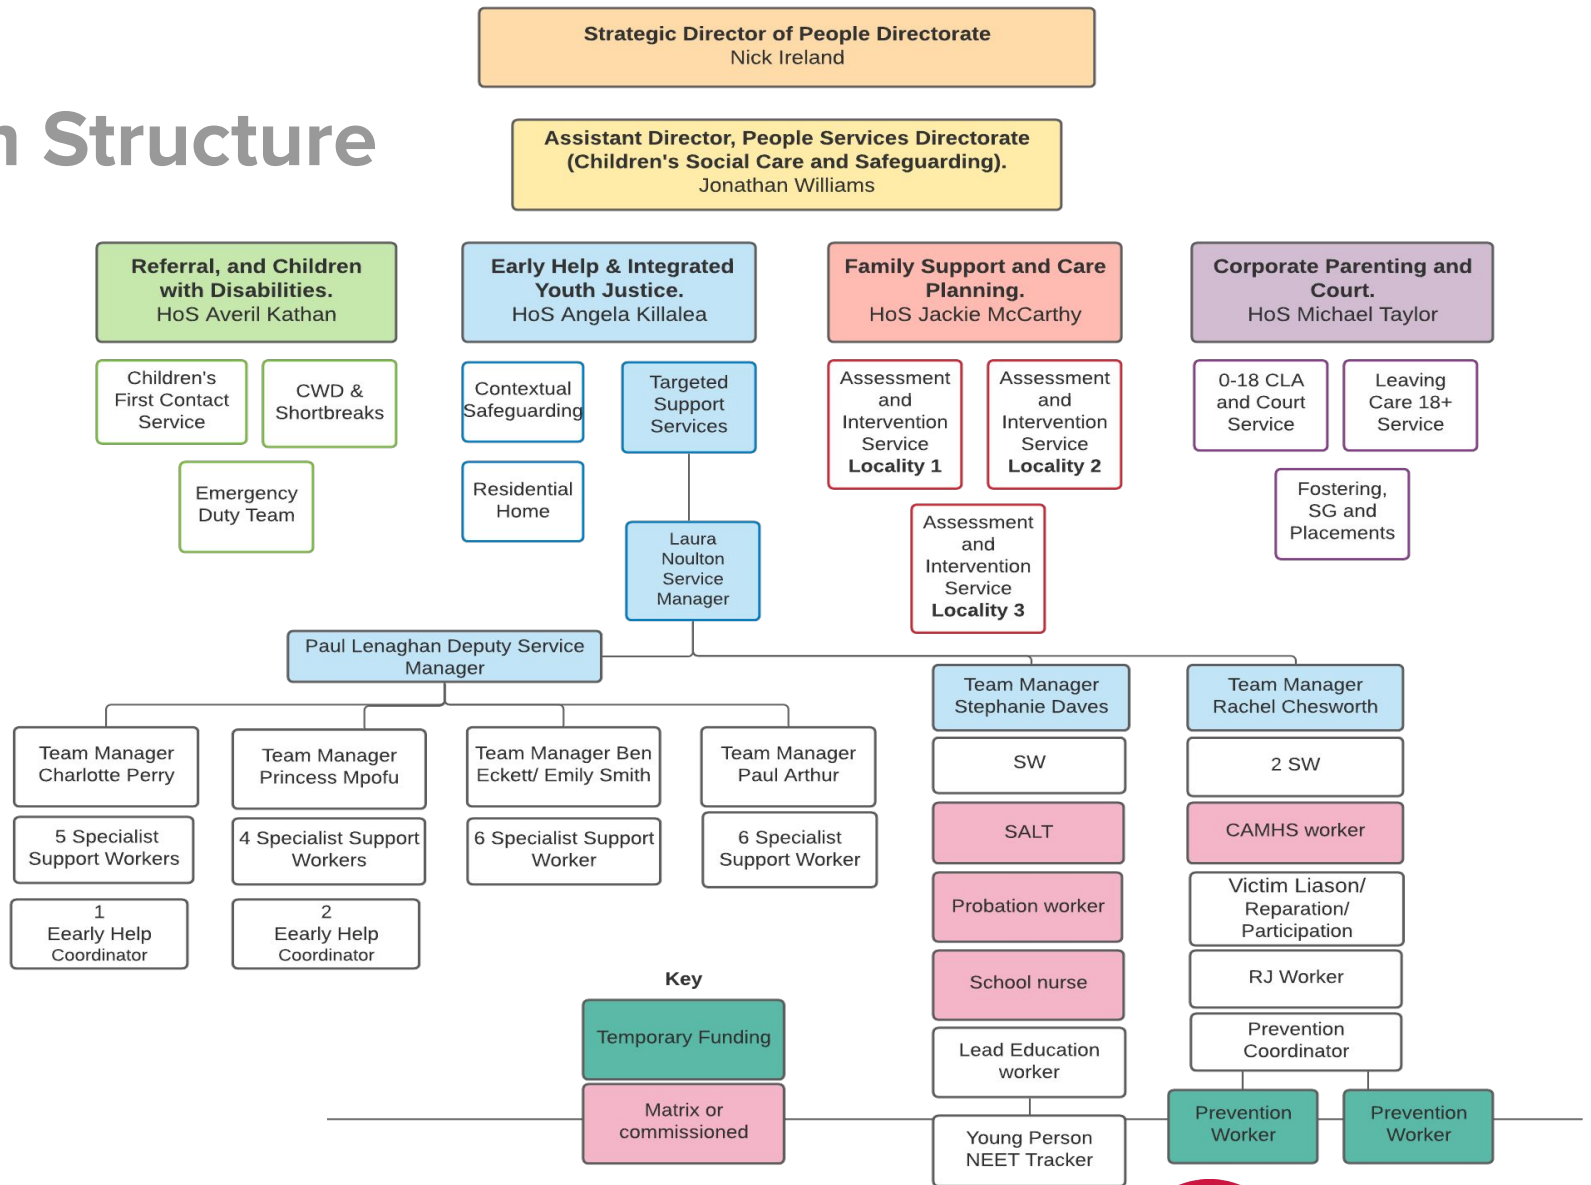 Strategic Director of People Directorate
Nick Ireland
Structure
Assistant Director, People Services Directorate
(Children's Social Care and Safeguarding).
Jonathan Williams
Referral, and Children
with Disabilities.
HoS Averil Kathan
Early Help & Integrated
Youth Justice.
HoS Angela Killalea
Family Support and Care
Planning.
HoS Jackie McCarthy
Corporate Parenting and
Court.
HoS Michael Taylor
Children's
First Contact
Service
CWD &
Shortbreaks
Emergency
Duty Team
Contextual
Safeguarding
Targeted
Support
Services
Residential
Home
Laura
Noulton
Service
Manager
Assessment
and
Intervention
Service
Locality 1
Assessment
and
Intervention
Service
Locality 2
Assessment
and
Intervention
Service
Locality 3
0-18 CLA
and Court
Service
Leaving
Care 18+
Service
Fostering,
SG and
Placements
Paul Lenaghan Deputy Service
Manager
Team Manager
Charlotte Perry
5 Specialist
Support Workers
1
Eearly Help
Coordinator
Team Manager
Princess Mpofu
4 Specialist Support
Workers
2
Eearly Help
Coordinator
Team Manager Ben
Eckett/ Emily Smith
6 Specialist Support
Worker
Team Manager
Paul Arthur
6 Specialist
Support Worker
Team Manager
Stephanie Daves
SW
SALT
Probation worker
School nurse
Lead Education
worker
Young Person
NEET Tracker
Team Manager
Rachel Chesworth
2 SW
CAMHS worker
Victim Liason/
Reparation/
Participation
RJ Worker
Prevention
Coordinator
Prevention
Worker
Prevention
Worker
Key
Temporary Funding
Matrix or
commissioned